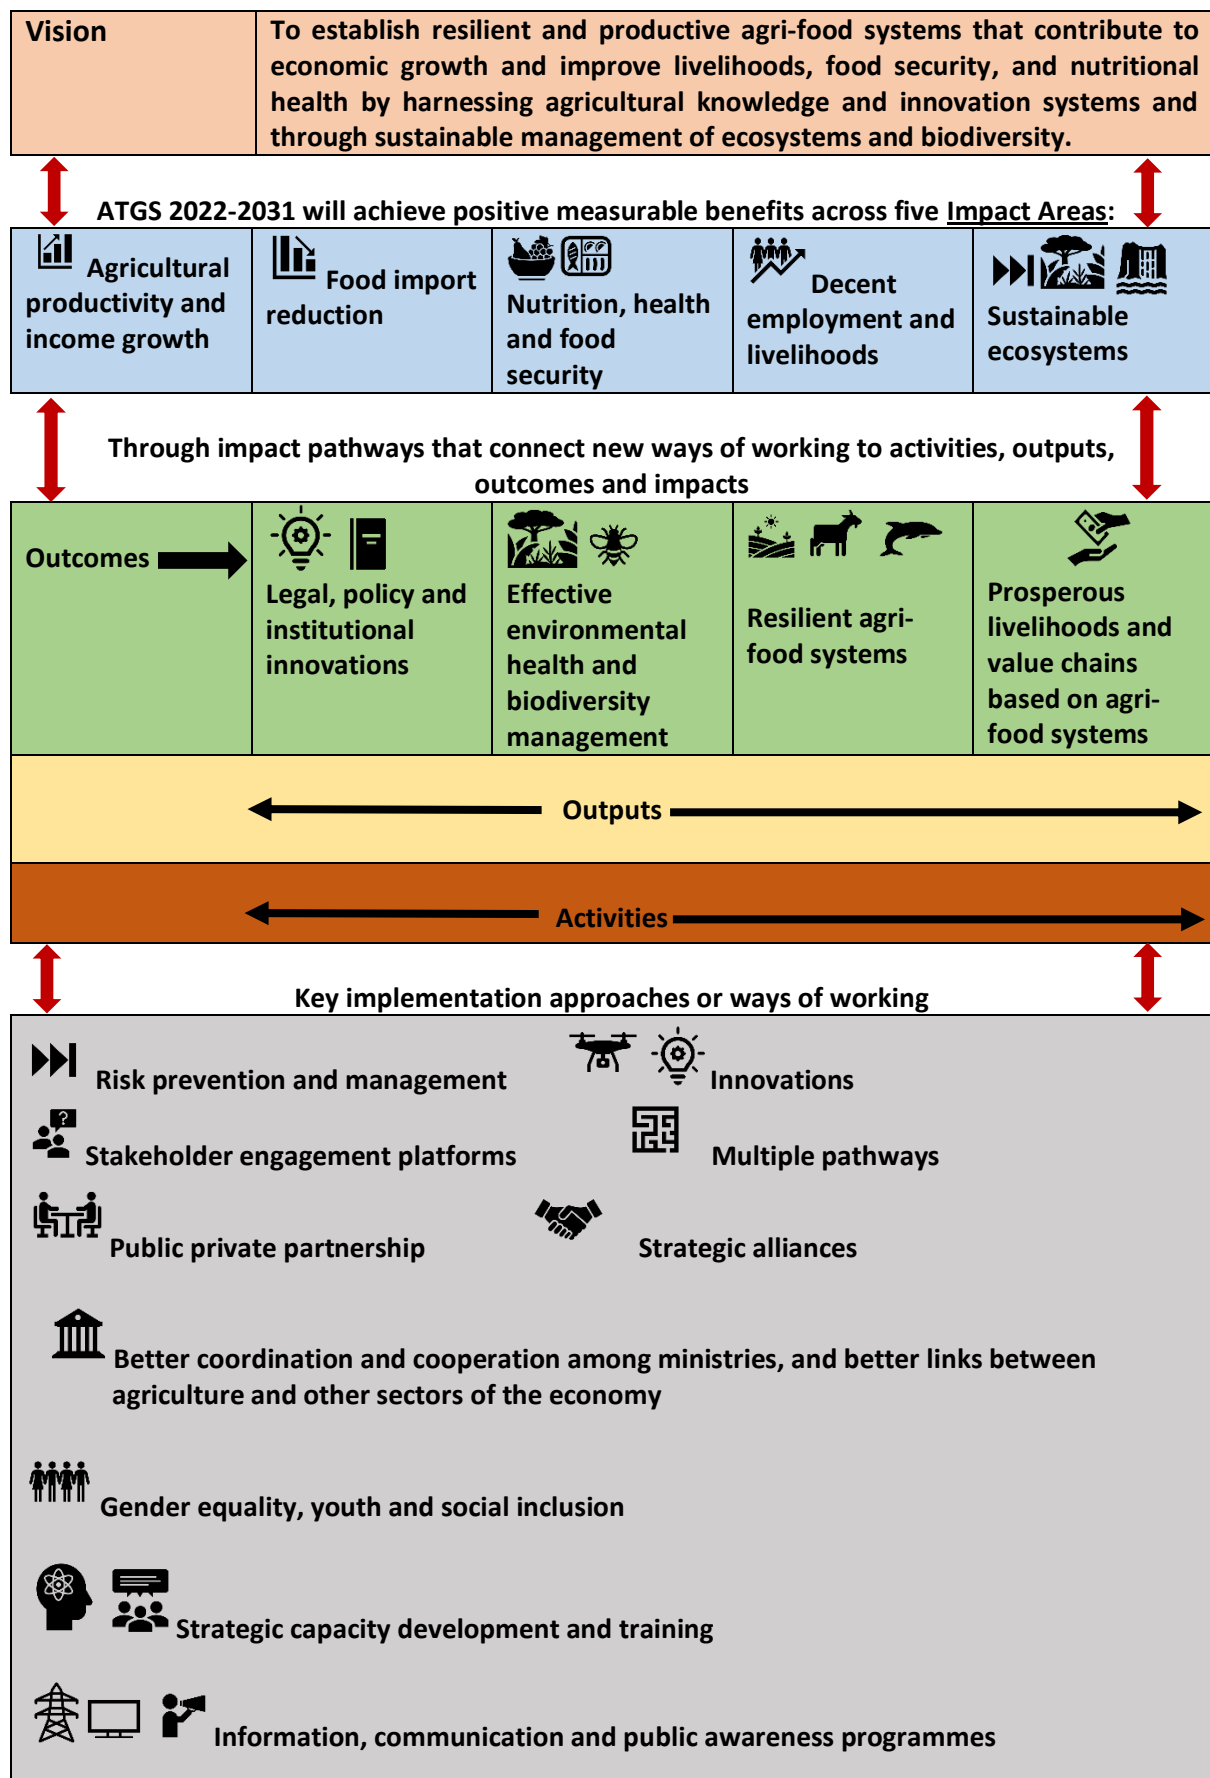 Vision
To establish resilient and productive agri-food systems that contribute to
economic growth and improve livelihoods, food security, and nutritional
health by harnessing agricultural knowledge and innovation systems and
through sustainable management of ecosystems and biodiversity.
ATGS 2022-2031 will achieve positive measurable benefits across five Impact Areas:
Agricultural
productivity and
income growth
Food import
reduction
Nutrition, health
and food
security
Decent
employment and
livelihoods
Sustainable
ecosystems
Through impact pathways that connect new ways of working to activities, outputs,
outcomes and impacts
Outcomes
Legal, policy and
institutional
innovations
Effective
environmental
health and
biodiversity
management
Resilient agri-
food systems
Prosperous
livelihoods and
value chains
based on agri-
food systems
Outputs
Activities
Key implementation approaches or ways of working
Risk prevention and management
Innovations
?
Stakeholder engagement platforms
Multiple pathways
Public private partnership
Strategic alliances
Better coordination and cooperation among ministries, and better links between
agriculture and other sectors of the economy
Gender equality, youth and social inclusion
Strategic capacity development and training
Information, communication and public awareness programmes